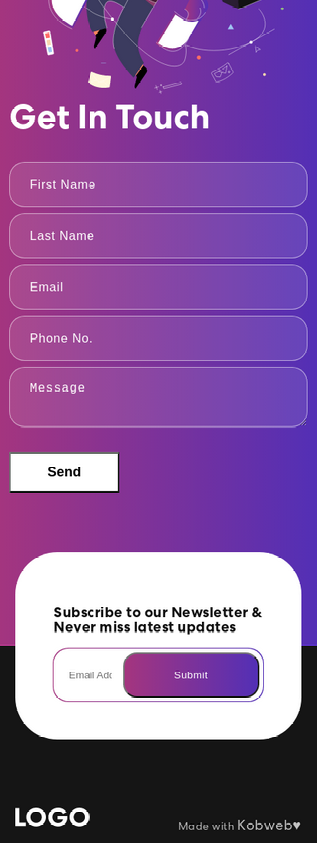 Get In Touch
First Name
Last Name
Email
Phone No.
Message
Send
Subscribe to our Newsletter &
Never miss latest updates
Email Adc
Submit
LOGO
Made with Kobweb♥